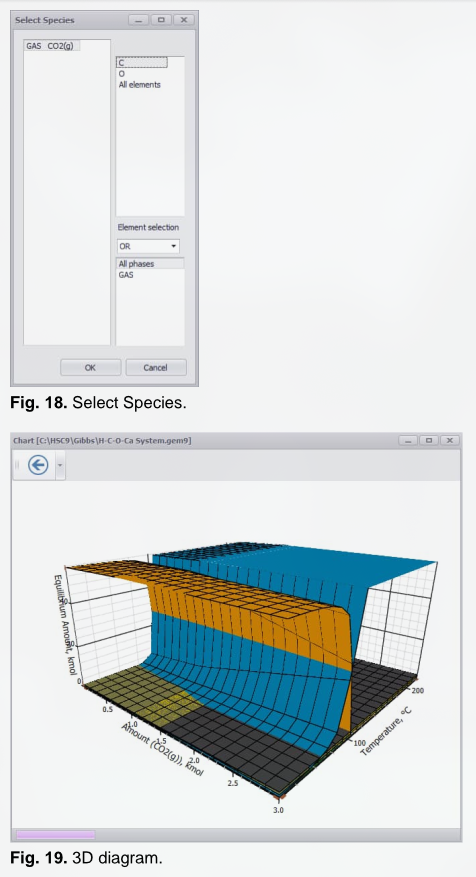 Select Species
GAS CO2(g)
C
O
All elements
Element selection
OR
All phases
GAS
OK
Cancel
Fig. 18. Select Species.
Chart [C:\HSC9\Gibbs\H-C-O-Ca System.gem9]
Equilibrium Amount, kmol
0
0.5
1.0
1.5
2.0
2.5
3.0
Amount (CO2(g)), kmol
100
200
Temperature, °C
Fig. 19. 3D diagram.